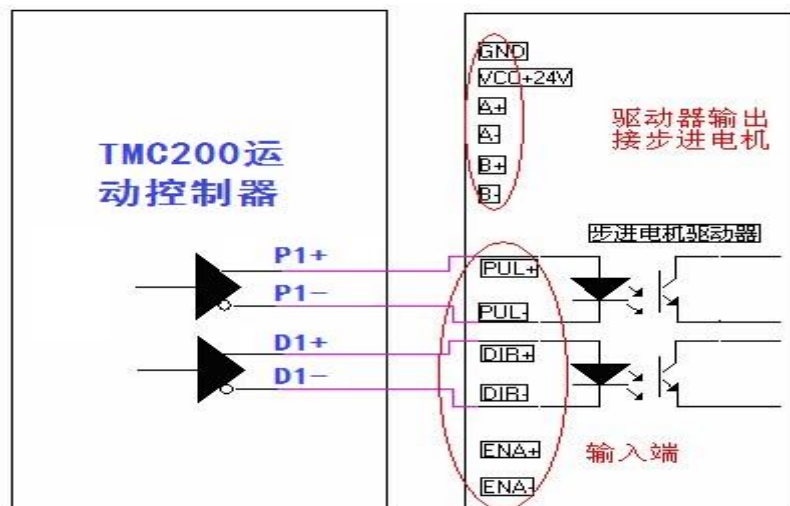 TMC200运
动控制器
P1+
P1-
D1+
D1-
GND
VCC+24V
A+
A-
B+
B-
驱动器输出
接步进电机
步进电机驱动器
PUL+
PUL-
DIR+
DIR-
ENA+
ENA-
输入端